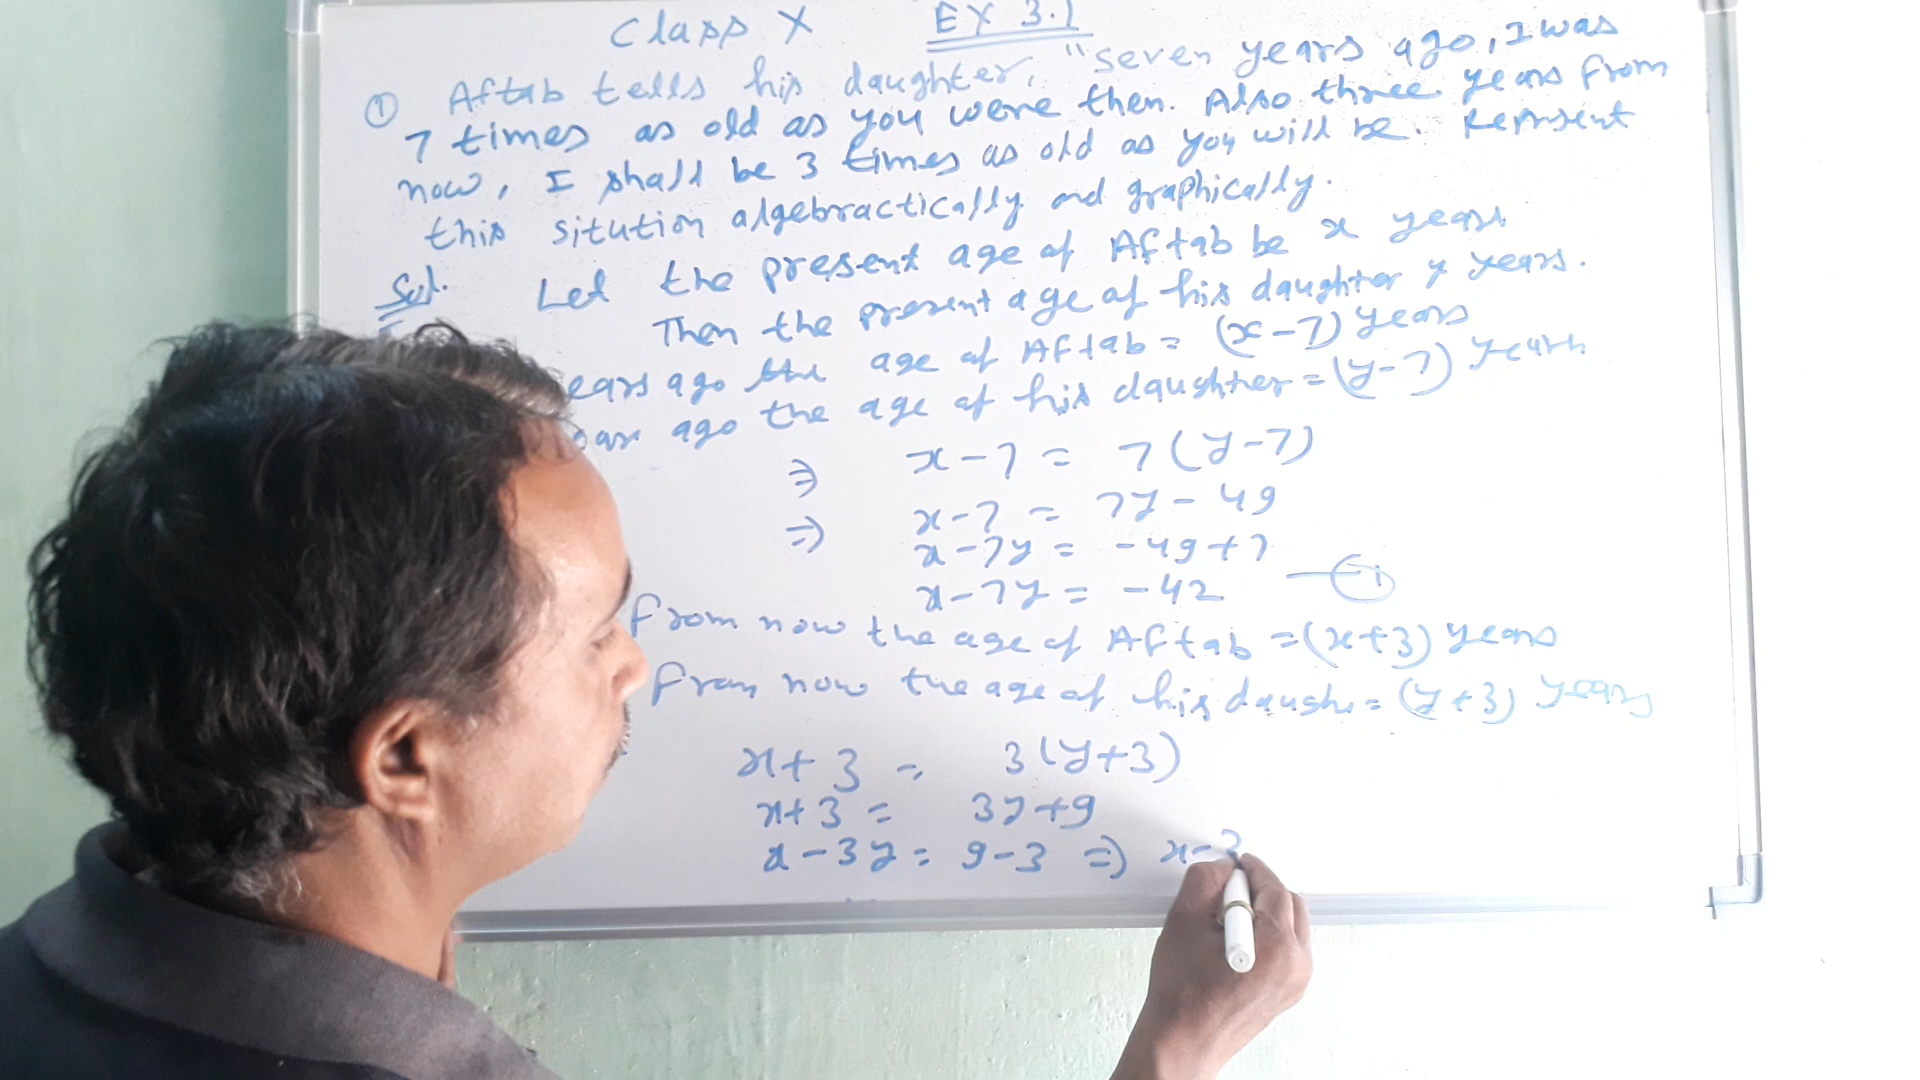 Class X EX 3.1
① Aftab tells his daughter, "seven years ago, I was
7 times as old as you were then. Also three years from
now, I shall be 3 times as old as you will be. Reprsent
this sitution algebractically and graphically.
Sol. Let the present age of Aftab be x years
Then the present age of his daughter y years.
ears ago the age of Aftab = (x-7) years
ago the age of his daughter = (y-7) years
⇒ x-7 = 7(y-7)
⇒ x-7 = 7y-49
x-7y = -49+7
x-7y = -42 —①
from now the age of Aftab = (x+3) years
from now the age of his daugh = (y+3) years
x+3 = 3(y+3)
x+3 = 3y+9
x-3y = 9-3 ⇒ x-3